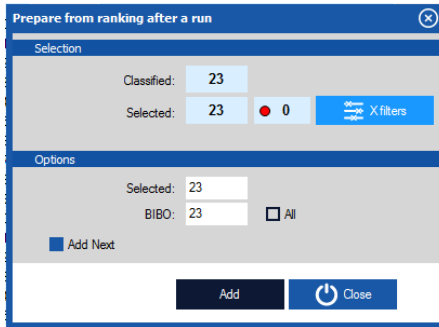 Prepare from ranking after a run
Selection
Classified: 23
Selected: 23 0 X filters
Options
Selected: 23
BIBO: 23 All
Add Next
Add Close